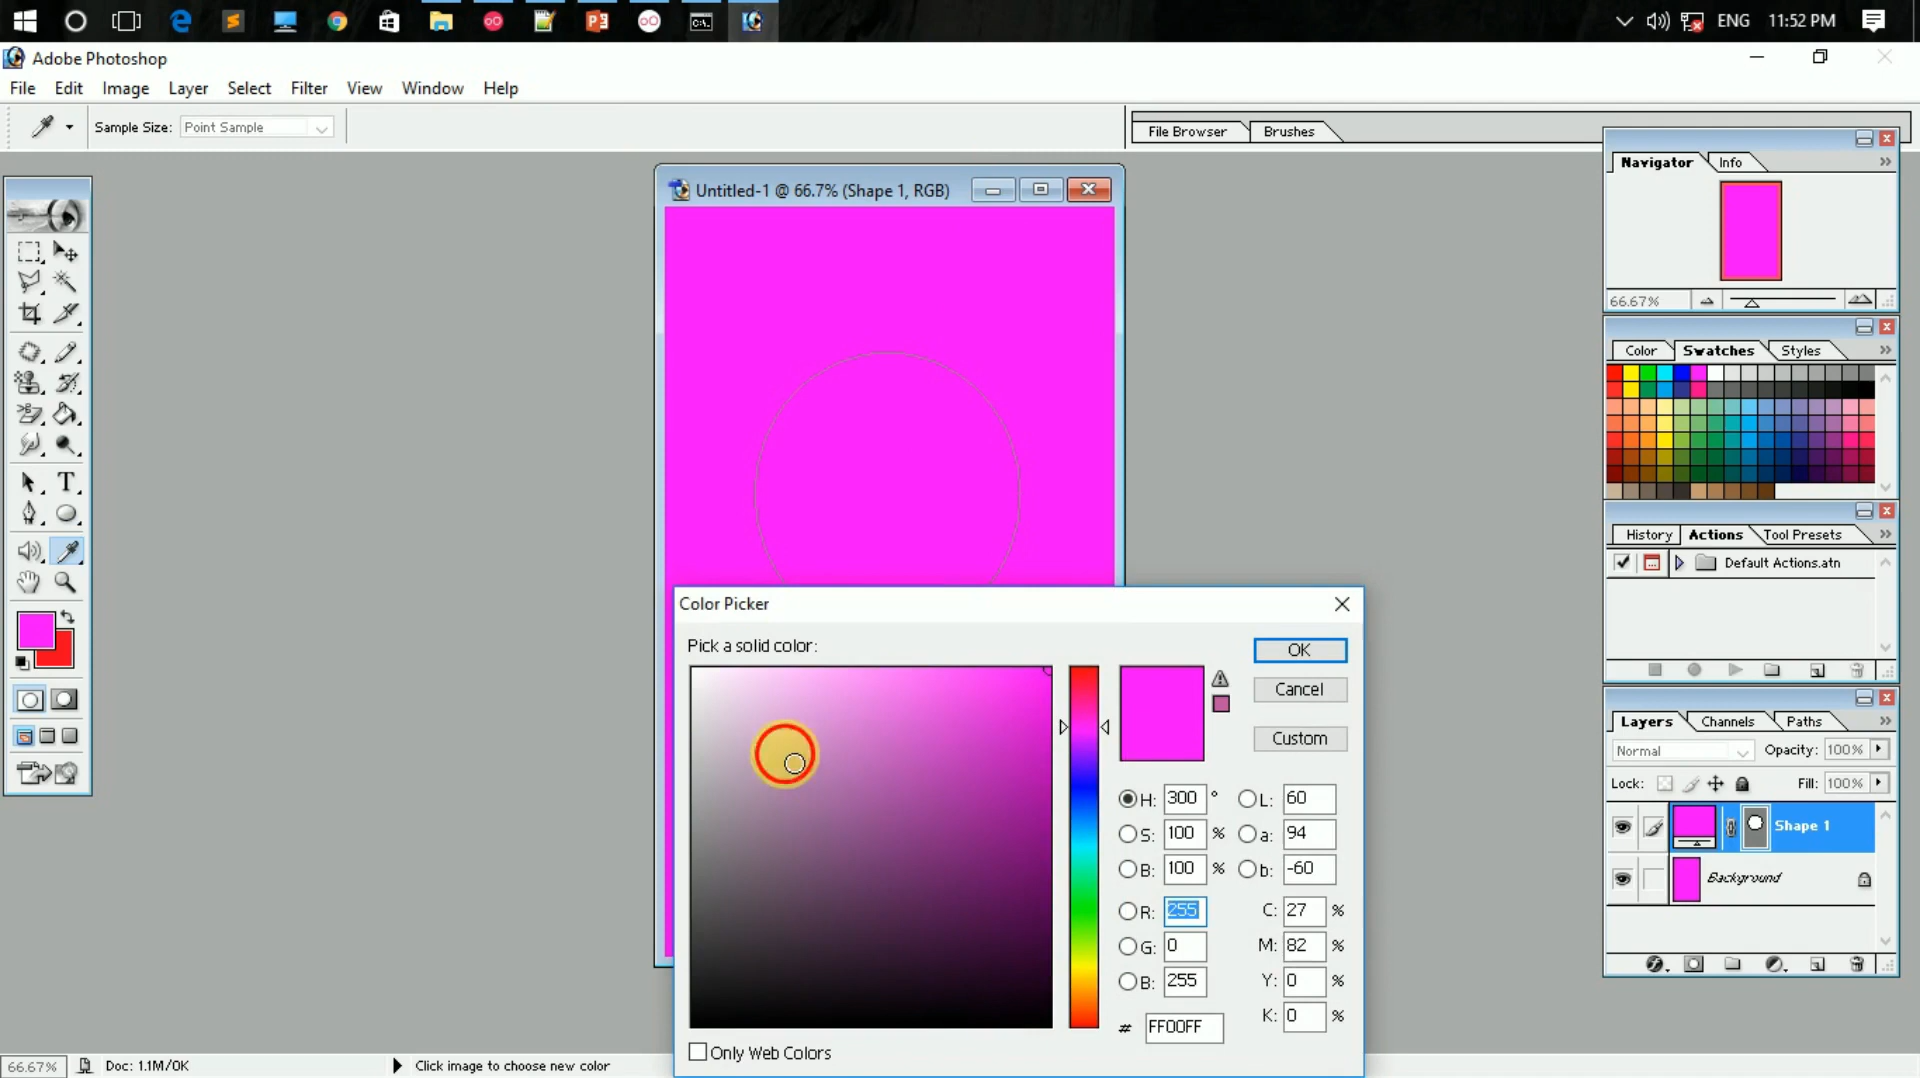 ENG 11:52 PM
Adobe Photoshop
File Edit Image Layer Select Filter View Window Help
Sample Size: Point Sample
File Browser Brushes
Navigator Info
66.67%
Untitled-1 @ 66.7% (Shape 1, RGB)
Color Swatches Styles
History Actions Tool Presets
Default Actions.atn
Color Picker
Pick a solid color:
OK
Cancel
Custom
H: 300 ° L: 60
S: 100 % a: 94
B: 100 % b: -60
R: 255 C: 27 %
G: 0 M: 82 %
B: 255 Y: 0 %
K: 0 %
# FF00FF
Only Web Colors
Layers Channels Paths
Normal Opacity: 100%
Lock: Fill: 100%
Shape 1
Background
66.67% Doc: 1.1M/0K Click image to choose new color